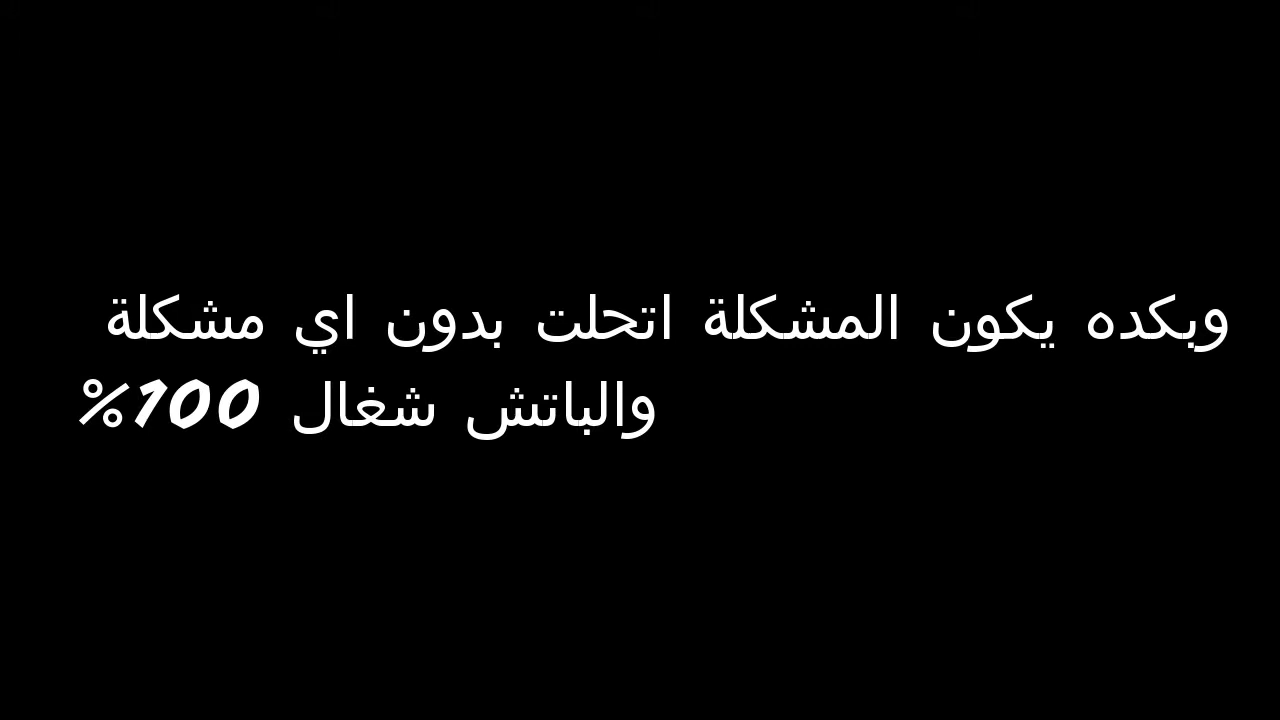 وبكده يكون المشكلة اتحلت بدون اي مشكلة
والباتش شغال 100%